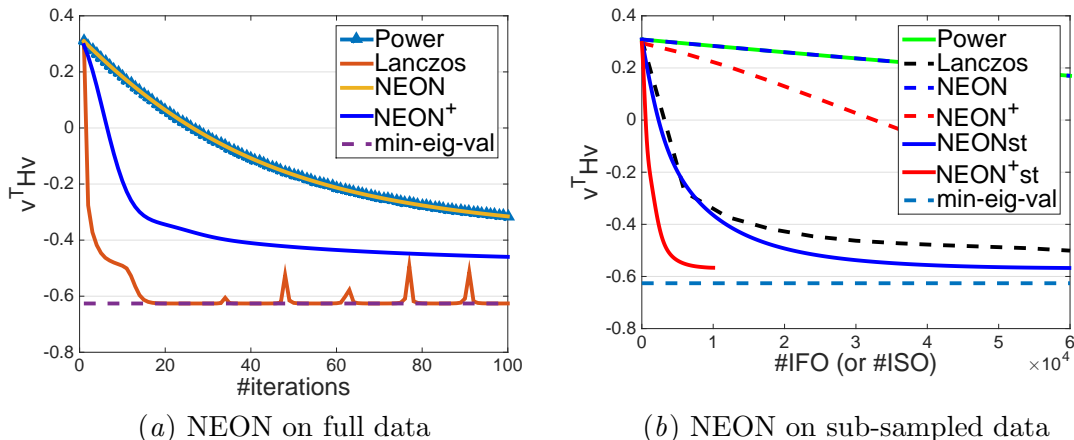 0.4
0.2
0
-0.2
-0.4
-0.6
-0.8
v^T Hv
0
20
40
60
80
100
#iterations
Power
Lanczos
NEON
NEON^+
min-eig-val
(a) NEON on full data
0.4
0.2
0
-0.2
-0.4
-0.6
-0.8
v^T Hv
0
1
2
3
4
5
6
×10^4
#IFO (or #ISO)
Power
Lanczos
NEON
NEON^+
NEONst
NEON^+st
min-eig-val
(b) NEON on sub-sampled data